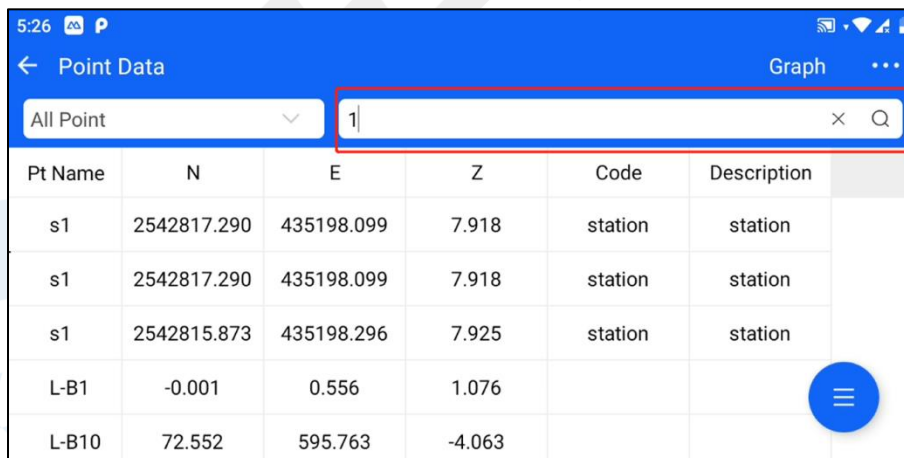 5:26
Point Data Graph
All Point 1
Pt Name N E Z Code Description
s1 2542817.290 435198.099 7.918 station station
s1 2542817.290 435198.099 7.918 station station
s1 2542815.873 435198.296 7.925 station station
L-B1 -0.001 0.556 1.076
L-B10 72.552 595.763 -4.063